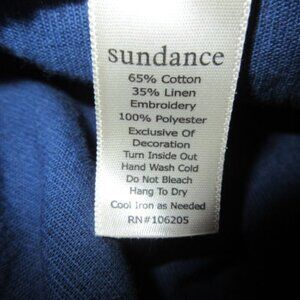 sundance
65% Cotton
35% Linen
Embroidery
100% Polyester
Exclusive Of
Decoration
Turn Inside Out
Hand Wash Cold
Do Not Bleach
Hang To Dry
Cool Iron as Needed
RN#106205